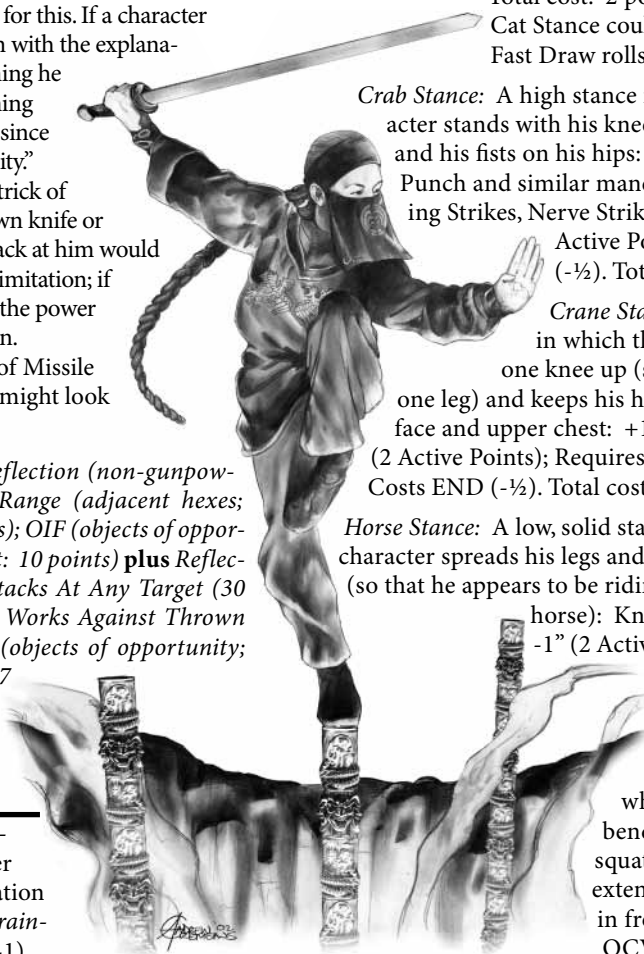 for this. If a character
with the explana-
he
since
ity.”
trick of
knife or
ack at him would
imitation; if
the power
n.
of Missile
might look
eflection (non-gunpow-
Range (adjacent hexes;
s); OIF (objects of oppor-
t: 10 points) plus Reflec-
tacks At Any Target (30
Works Against Thrown
(objects of opportunity;
7
er
ation
rain-
-1)
Total cost: 2 po
Cat Stance cou
Fast Draw rolls
Crab Stance: A high stance
acter stands with his knee
and his fists on his hips:
Punch and similar mane
ing Strikes, Nerve Strik
Active Po
(-½). Tot
Crane Sta
in which th
one knee up (s
one leg) and keeps his h
face and upper chest: +1
(2 Active Points); Requires
Costs END (-½). Total cost
Horse Stance: A low, solid sta
character spreads his legs and
(so that he appears to be ridi
horse): Kn
-1” (2 Activ
wh
bend
squat
exten
in fro
OCV